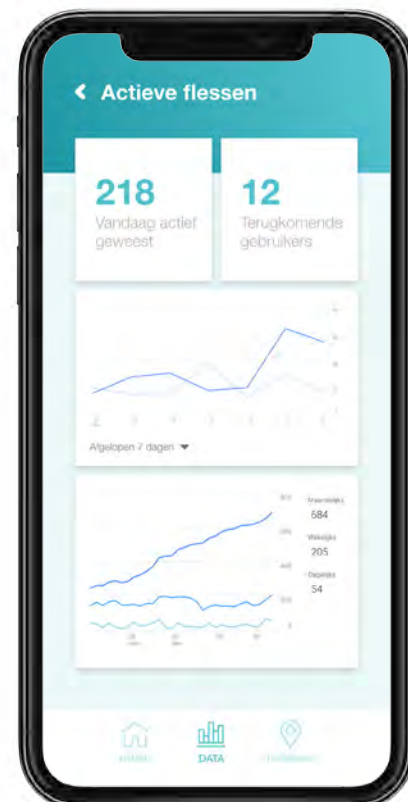 Actieve flessen
218
Vandaag actief
geweest
12
Terugkomende
gebruikers
Afgelopen 7 dagen
Maandelijks
684
Wekelijks
205
Dagelijks
54
DATA